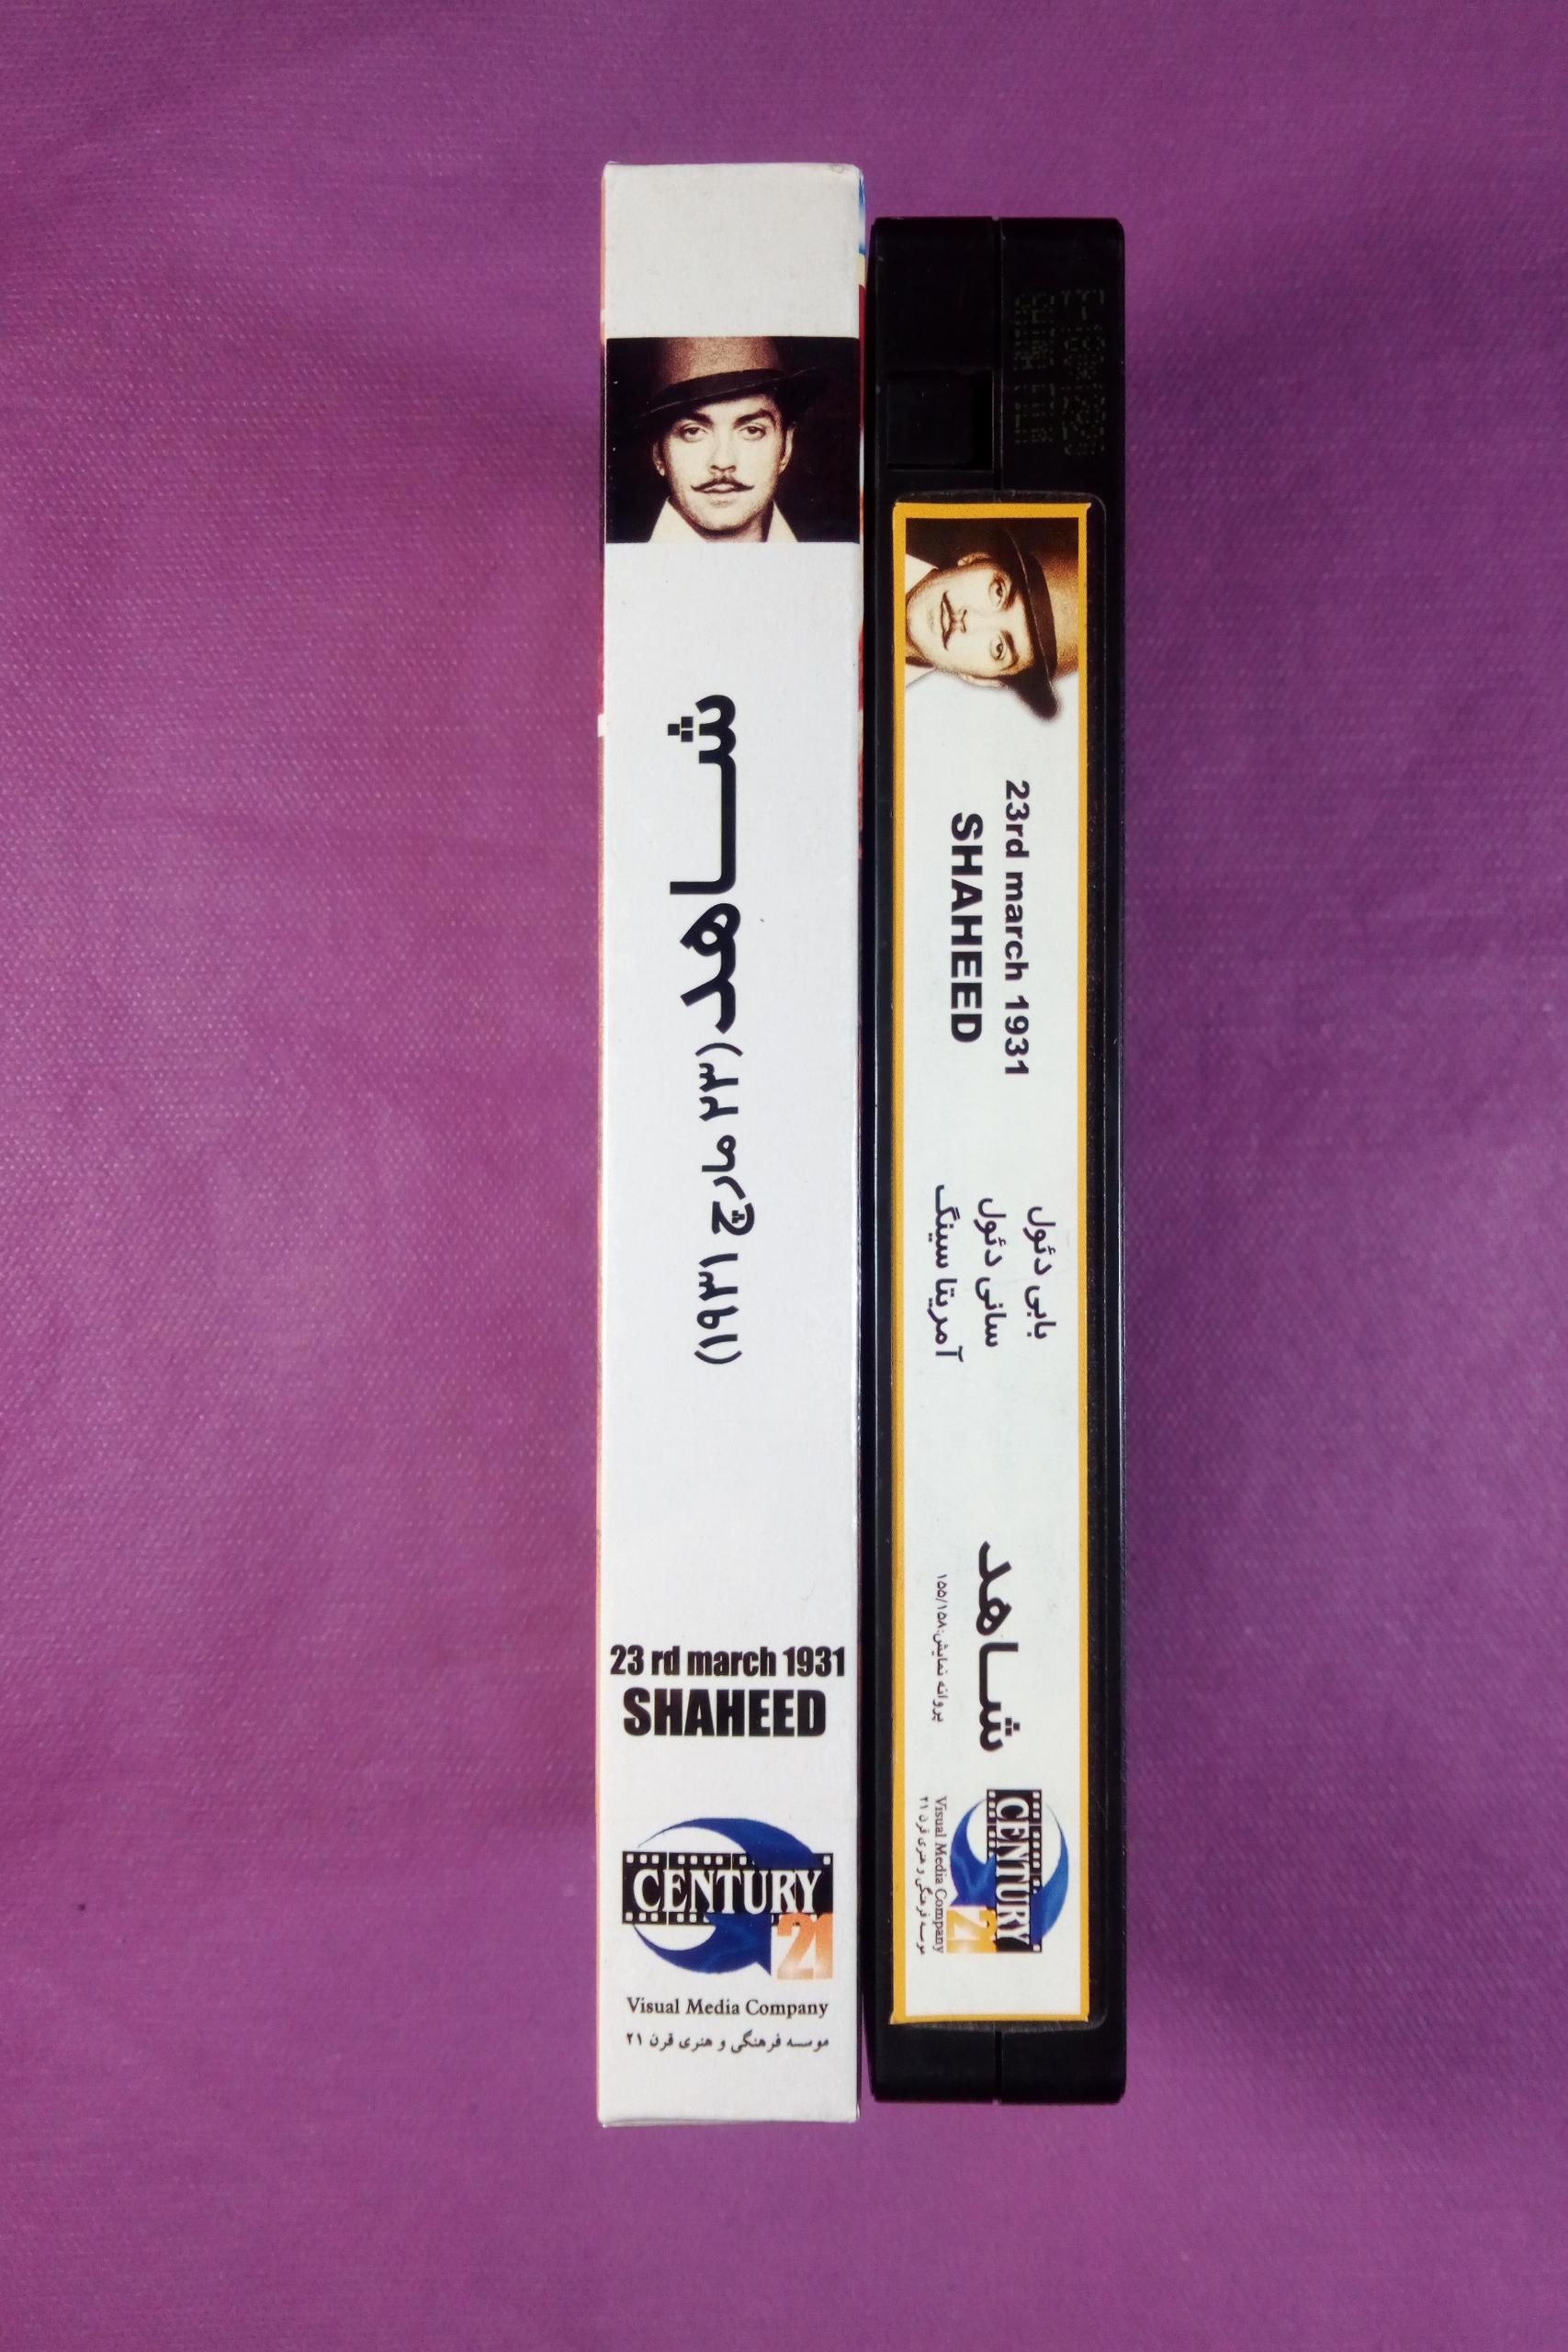 شاهد (۲۳ مارچ ۱۹۳۱)
23 rd march 1931
SHAHEED
CENTURY
21
Visual Media Company
موسسه فرهنگی و هنری قرن ۲۱
23rd march 1931
SHAHEED
بابی دئول
سانی دئول
آمریتا سینگ
شاهد
پروانه نمایش: ۱۵۵/۱۵۸
CENTURY
21
Visual Media Company
موسسه فرهنگی و هنری قرن ۲۱